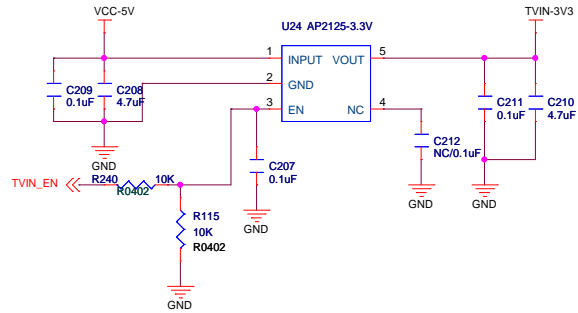 VCC-5V
TVIN-3V3
U24 AP2125-3.3V
1 INPUT VOUT 5
2 GND
3 EN NC 4
C209
0.1uF
C208
4.7uF
C211
0.1uF
C210
4.7uF
C212
NC/0.1uF
GND
C207
0.1uF
TVIN_EN
R240 10K
R0402
GND
GND
R115
10K
R0402
GND
GND